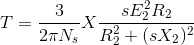 T = \frac{3}{2\pi N_s} X \frac{sE_2^2 R_2}{R_2^2 + (sX_2)^2}